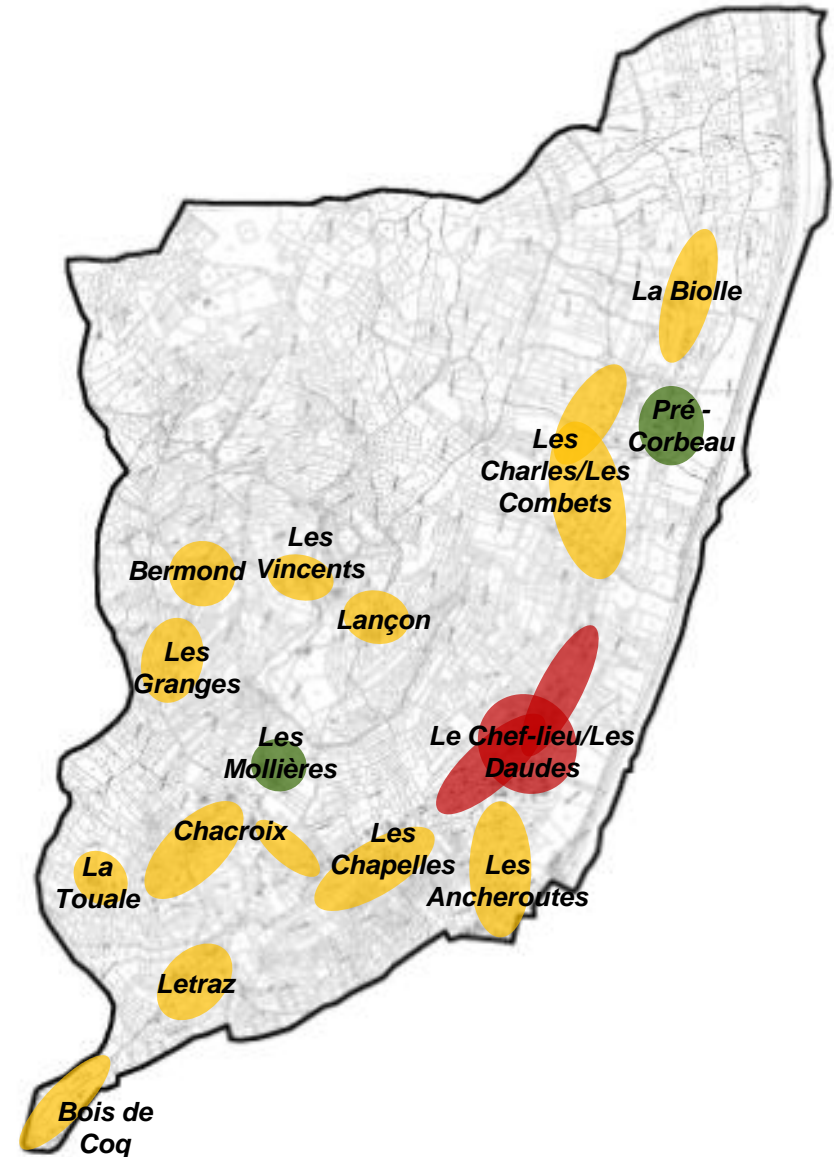 La Biolle
Pré -
Corbeau
Les
Charles/Les
Combets
Les
Vincents
Bermond
Lançon
Les
Granges
Le Chef-lieu/Les
Daudes
Les
Mollières
Chacroix
Les
Chapelles
Les
Ancheroutes
La
Touale
Letraz
Bois de
Coq